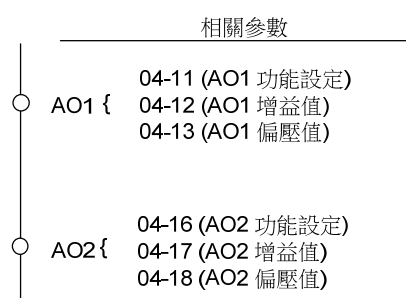 相關參數
04-11 (AO1 功能設定)
AO1 { 04-12 (AO1 增益值)
04-13 (AO1 偏壓值)
04-16 (AO2 功能設定)
AO2 { 04-17 (AO2 增益值)
04-18 (AO2 偏壓值)